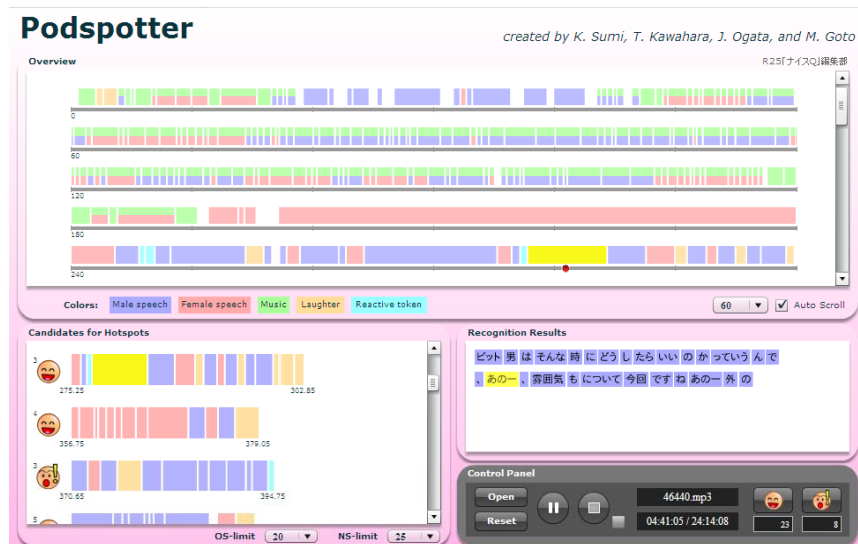 Podspotter
created by K. Sumi, T. Kawahara, J. Ogata, and M. Goto
Overview
R25「ナイスQ」編集部
0
60
120
180
240
Colors: Male speech Female speech Music Laughter Reactive token
60
Auto Scroll
Candidates for Hotspots
3
275.25 302.85
4
356.75 379.05
3
370.65 394.75
5
OS-limit 20 NS-limit 25
Recognition Results
ビット 男 は そんな 時 に どう し たら いい の か っていう ん で
、 あのー 、 雰囲気 も について 今回 です ね あのー 外 の
Control Panel
Open
Reset
46440.mp3
04:41:05 / 24:14:08
23
8